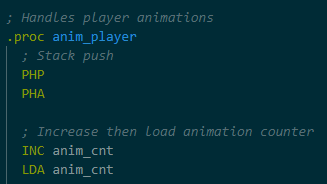 ; Handles player animations
.proc anim_player
; Stack push
PHP
PHA
; Increase then load animation counter
INC anim_cnt
LDA anim_cnt